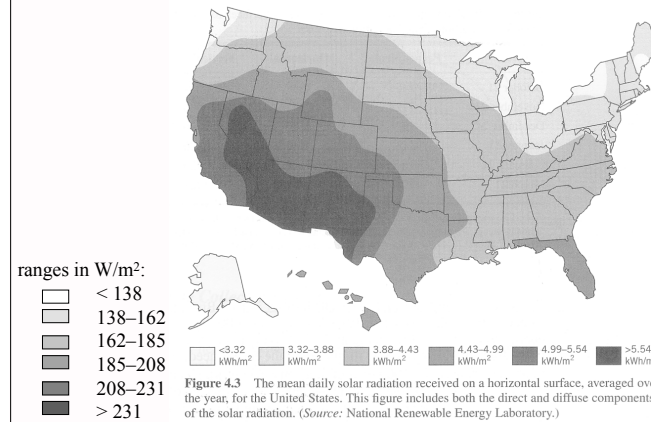 ranges in W/m²:
< 138
138–162
162–185
185–208
208–231
> 231
<3.32
kWh/m²
3.32–3.88
kWh/m²
3.88–4.43
kWh/m²
4.43–4.99
kWh/m²
4.99–5.54
kWh/m²
>5.54
kWh/m²
Figure 4.3 The mean daily solar radiation received on a horizontal surface, averaged ov
the year, for the United States. This figure includes both the direct and diffuse components
of the solar radiation. (Source: National Renewable Energy Laboratory.)